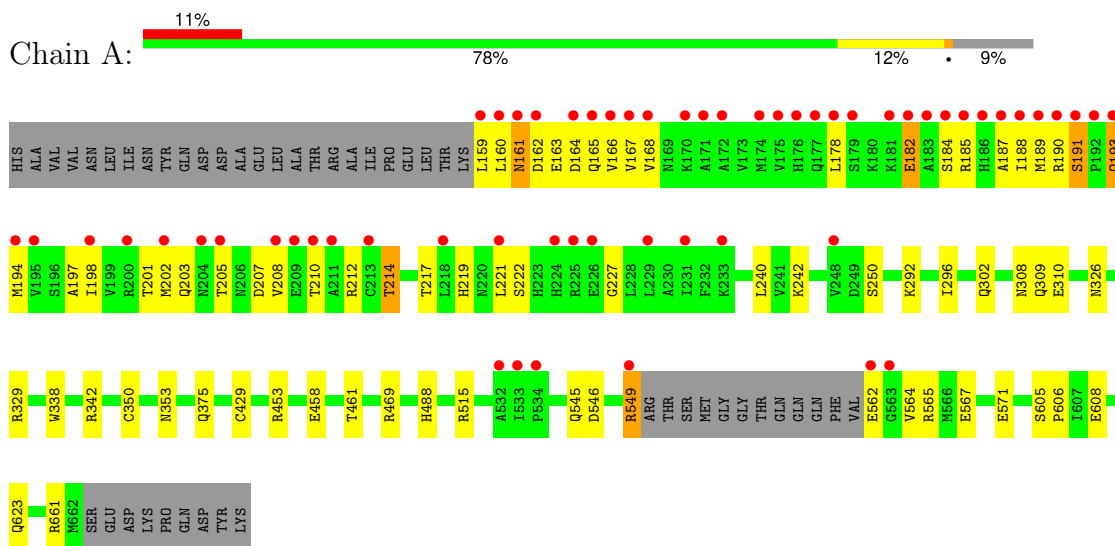 11%
Chain A:
78% 12% • 9%
HIS ALA VAL VAL ASN LEU ILE ASN TYR GLN ASP ASP ALA GLU LEU LEU ALA THR ARG ALA ILE PRO GLU LEU THR LYS L159 L160 N161 D162 E163 D164 Q165 V166 V167 V168 N169 K170 A171 A172 V173 M174 V175 H176 Q177 L178 S179 K180 K181 E182 A183 S184 R185 H186 A187 I188 M189 R190 S191 P192 Q193
M194 V195 S196 A197 I198 V199 R200 T201 M202 Q203 N204 T205 N206 D207 V208 E209 T210 A211 R212 C213 T214 T217 L218 H219 N220 L221 S222 H223 H224 R225 E226 G227 L228 L229 A230 I231 F232 K233 L240 V241 K242 V248 D249 S250 K292 I296 Q302 N308 Q309 E310 N326
R329 W338 R342 C350 N353 Q375 C429 R453 E458 T461 R469 H488 R515 A532 I533 P534 Q545 D546 R549 ARG THR SER MET GLY GLY THR GLN GLN GLN PHE VAL E562 G563 V564 R565 M566 E567 E571 S605 P606 I607 E608
Q623 R661 M662 SER GLU ASP LYS PRO GLN ASP TYR LYS